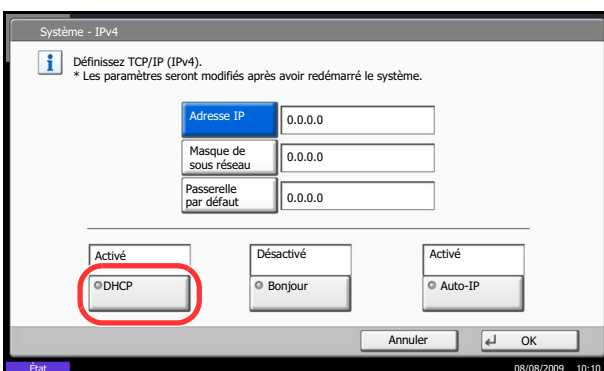 Système - IPv4
Définissez TCP/IP (IPv4).
* Les paramètres seront modifiés après avoir redémarré le système.
Adresse IP
0.0.0.0
Masque de
sous réseau
0.0.0.0
Passerelle
par défaut
0.0.0.0
Activé
Désactivé
Activé
DHCP
Bonjour
Auto-IP
Annuler
OK
État
08/08/2009 10:10